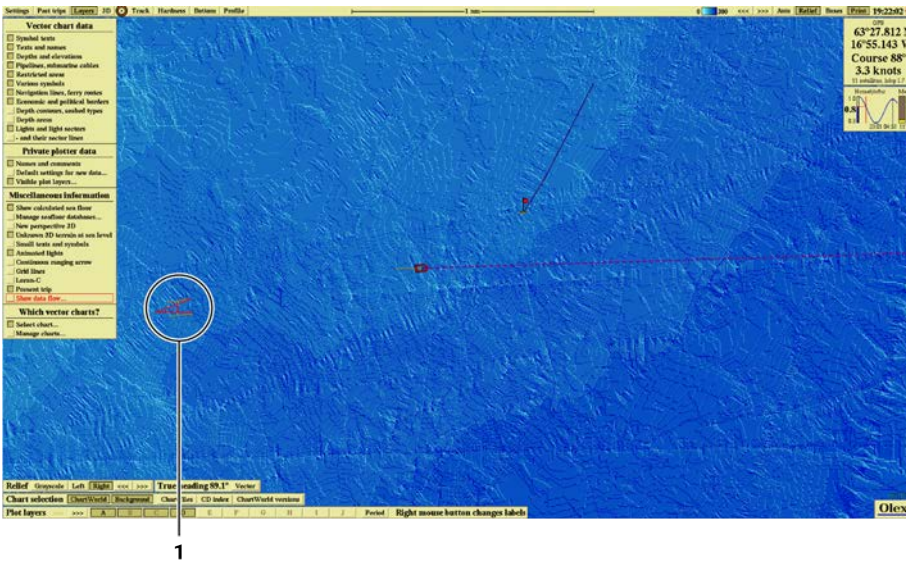 Settings Past trips Layers 3D Track Hardness Bottom Profile 1 nm 0 300 <<< >>> Auto Relief Beam Print 19:22:02
GPS
63°27.812
16°55.143
Course 88°
3.3 knots
Vector chart data
Symbol texts
Texts and names
Depths and elevations
Pipelines, submarine cables
Restricted areas
Various symbols
Navigation lines, ferry routes
Economic and political borders
Depth contours, seabed types
Depth areas
Lights and light sectors
- and their sector lines
Private plotter data
Names and comments
Default settings for new data...
Visible plot layers...
Miscellaneous information
Show calculated sea floor
Manage seafloor databases...
New perspective 3D
Unknown 3D terrain at sea level
Small texts and symbols
Animated lights
Continuous ranging arrow
Grid lines
Loran-C
Present trip
Show data flow...
Which vector charts?
Select chart...
Manage charts...
Relief Grayscale Left Right <<< >>> True heading 89.1° Vector
Chart selection ChartWorld Background CD index ChartWorld versions
Plot layers >>> A E F G H I J Period Right mouse button changes labels
Olex
1